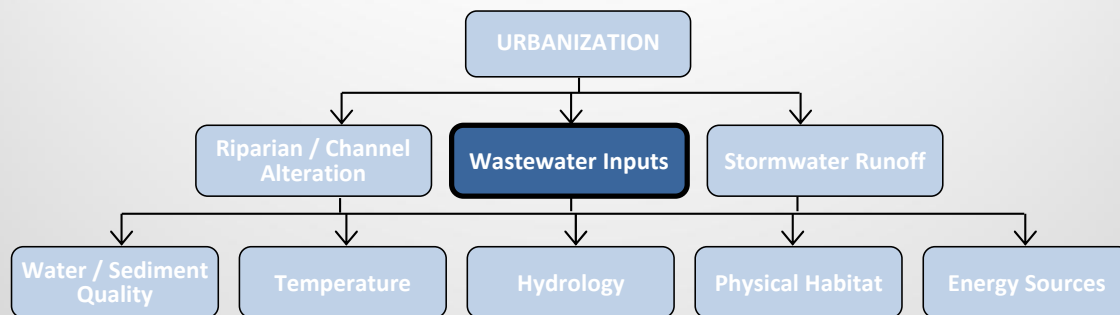 URBANIZATION
Riparian / Channel
Alteration
Wastewater Inputs
Stormwater Runoff
Water / Sediment
Quality
Temperature
Hydrology
Physical Habitat
Energy Sources